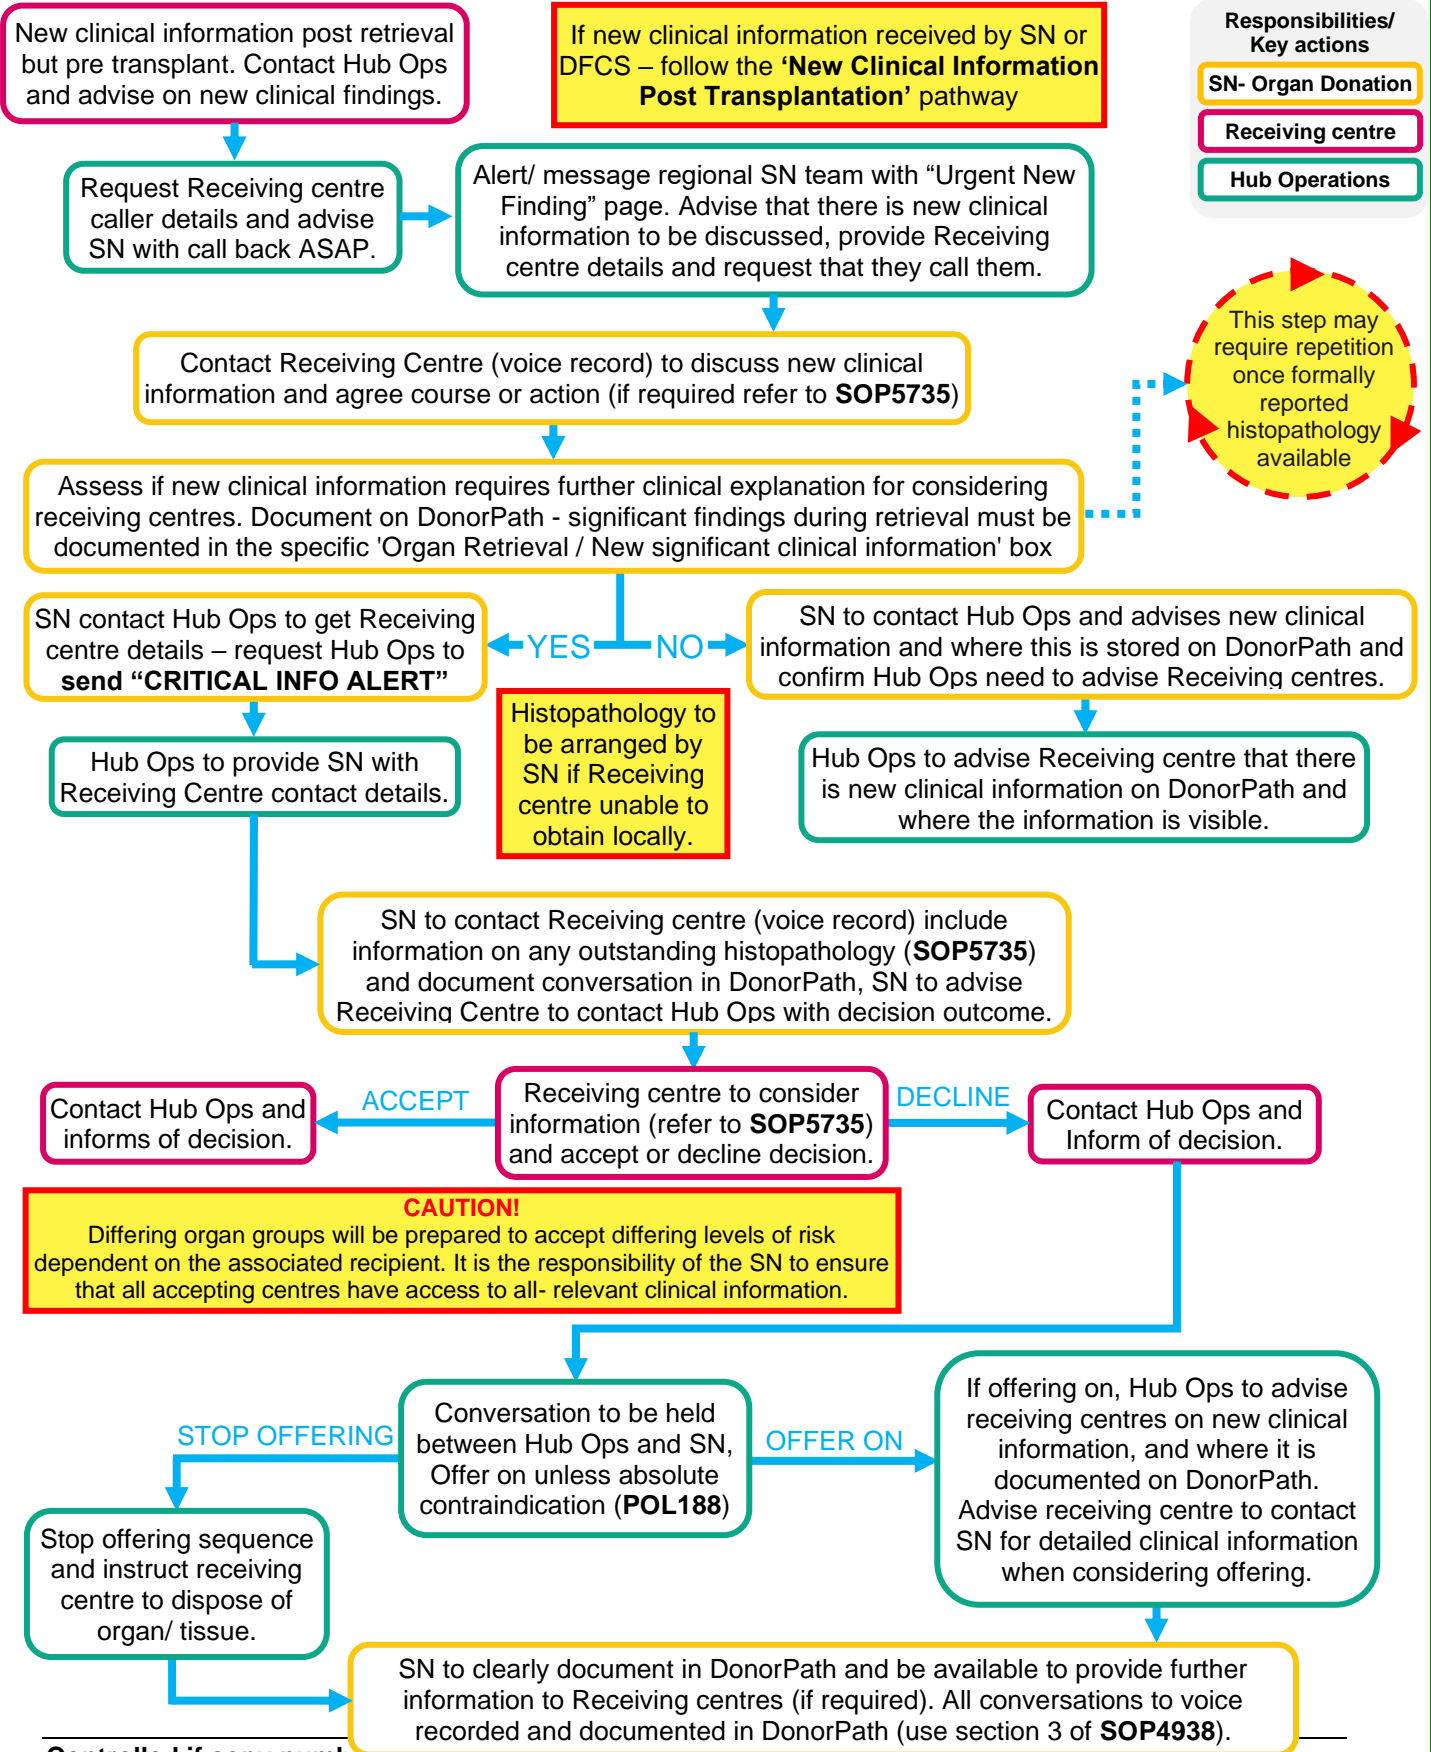 New clinical information post retrieval
but pre transplant. Contact Hub Ops
and advise on new clinical findings.
If new clinical information received by SN or
DFCS – follow the ‘New Clinical Information
Post Transplantation’ pathway
Responsibilities/
Key actions
SN- Organ Donation
Receiving centre
Hub Operations
Request Receiving centre
caller details and advise
SN with call back ASAP.
Alert/ message regional SN team with “Urgent New
Finding” page. Advise that there is new clinical
information to be discussed, provide Receiving
centre details and request that they call them.
This step may
require repetition
once formally
reported
histopathology
available
Contact Receiving Centre (voice record) to discuss new clinical
information and agree course or action (if required refer to SOP5735)
Assess if new clinical information requires further clinical explanation for considering
receiving centres. Document on DonorPath - significant findings during retrieval must be
documented in the specific 'Organ Retrieval / New significant clinical information' box
YES
NO
SN contact Hub Ops to get Receiving
centre details – request Hub Ops to
send “CRITICAL INFO ALERT”
SN to contact Hub Ops and advises new clinical
information and where this is stored on DonorPath and
confirm Hub Ops need to advise Receiving centres.
Histopathology to
be arranged by
SN if Receiving
centre unable to
obtain locally.
Hub Ops to provide SN with
Receiving Centre contact details.
Hub Ops to advise Receiving centre that there
is new clinical information on DonorPath and
where the information is visible.
SN to contact Receiving centre (voice record) include
information on any outstanding histopathology (SOP5735)
and document conversation in DonorPath, SN to advise
Receiving Centre to contact Hub Ops with decision outcome.
Receiving centre to consider
information (refer to SOP5735)
and accept or decline decision.
ACCEPT
DECLINE
Contact Hub Ops and
informs of decision.
Contact Hub Ops and
Inform of decision.
CAUTION!
Differing organ groups will be prepared to accept differing levels of risk
dependent on the associated recipient. It is the responsibility of the SN to ensure
that all accepting centres have access to all- relevant clinical information.
Conversation to be held
between Hub Ops and SN,
Offer on unless absolute
contraindication (POL188)
STOP OFFERING
OFFER ON
If offering on, Hub Ops to advise
receiving centres on new clinical
information, and where it is
documented on DonorPath.
Advise receiving centre to contact
SN for detailed clinical information
when considering offering.
Stop offering sequence
and instruct receiving
centre to dispose of
organ/ tissue.
SN to clearly document in DonorPath and be available to provide further
information to Receiving centres (if required). All conversations to voice
recorded and documented in DonorPath (use section 3 of SOP4938).